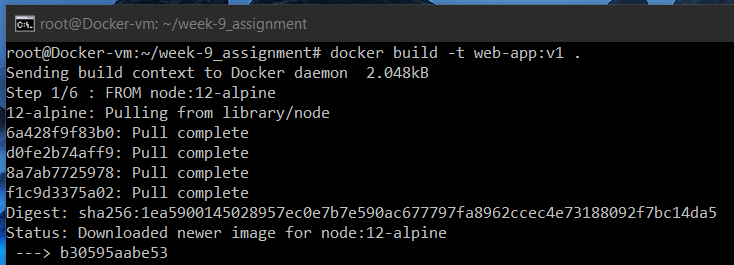 root@Docker-vm: ~/week-9_assignment
root@Docker-vm:~/week-9_assignment# docker build -t web-app:v1 .
Sending build context to Docker daemon  2.048kB
Step 1/6 : FROM node:12-alpine
12-alpine: Pulling from library/node
6a428f9f83b0: Pull complete
d0fe2b74aff9: Pull complete
8a7ab7725978: Pull complete
f1c9d3375a02: Pull complete
Digest: sha256:1ea5900145028957ec0e7b7e590ac677797fa8962ccec4e73188092f7bc14da5
Status: Downloaded newer image for node:12-alpine
 ---> b30595aabe53